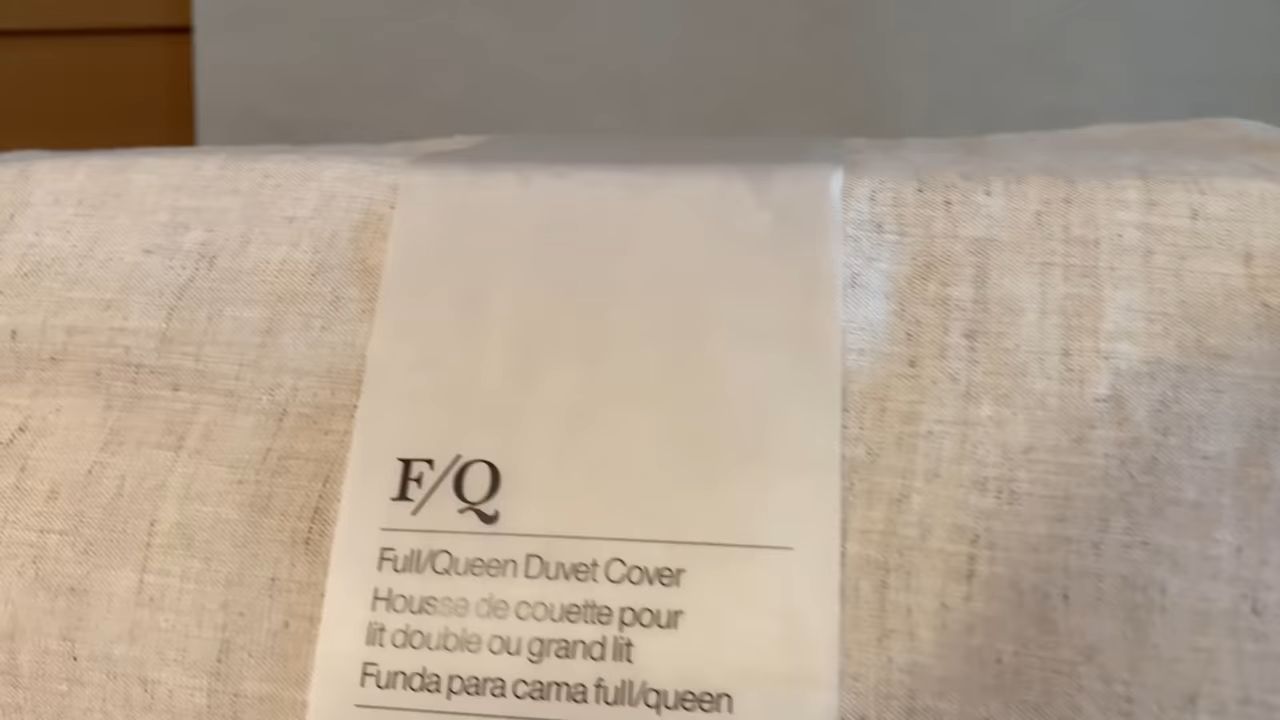 F/Q
Full/Queen Duvet Cover
Housse de couette pour
lit double ou grand lit
Funda para cama full/queen